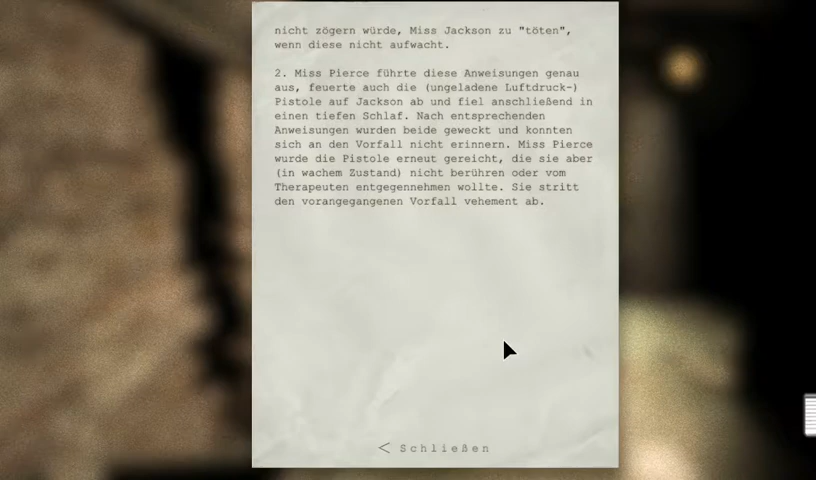 nicht zögern würde, Miss Jackson zu "töten",
wenn diese nicht aufwacht.
2. Miss Pierce führte diese Anweisungen genau
aus, feuerte auch die (ungeladene Luftdruck-)
Pistole auf Jackson ab und fiel anschließend in
einen tiefen Schlaf. Nach entsprechenden
Anweisungen wurden beide geweckt und konnten
sich an den Vorfall nicht erinnern. Miss Pierce
wurde die Pistole erneut gereicht, die sie aber
(in wachem Zustand) nicht berühren oder vom
Therapeuten entgegennehmen wollte. Sie stritt
den vorangegangenen Vorfall vehement ab.
< Schließen